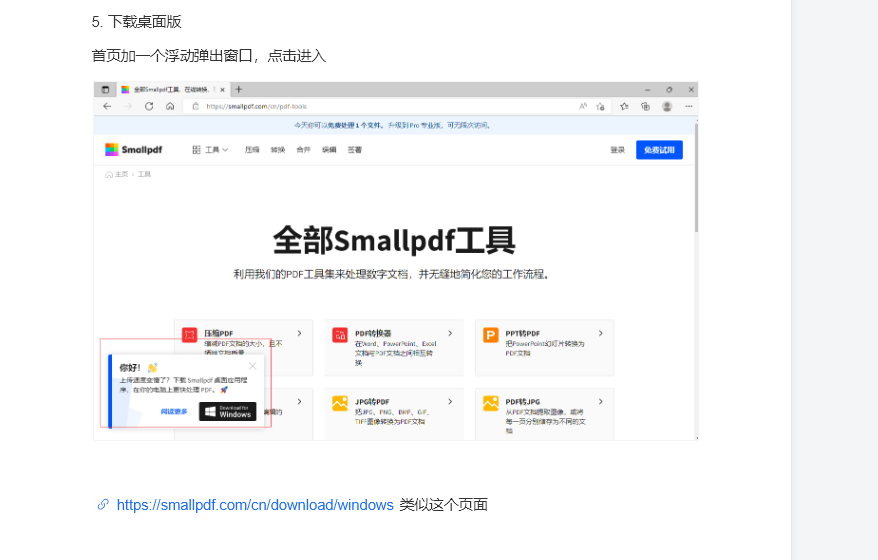 5. 下载桌面版
首页加一个浮动弹出窗口，点击进入
全部Smallpdf工具，在线转换、
https://smallpdf.com/cn/pdf-tools
今天你可以免费处理 1 个文件。升级到 Pro 专业版，可无限次访问。
Smallpdf 工具 压缩 转换 合并 编辑 签署 登录 免费试用
主页 › 工具
全部Smallpdf工具
利用我们的PDF工具集来处理数字文档，并无缝地简化您的工作流程。
压缩PDF
缩减PDF文档的大小，且不
PDF转换器
在Word、PowerPoint、Excel
文档与PDF文档之间相互转
换
PPT转PDF
把PowerPoint幻灯片转换为
PDF文档
你好！👋
上传速度变慢了？下载 Smallpdf 桌面应用程
序，在你的电脑上更快处理 PDF。🚀
阅读更多
Download for
Windows
JPG转PDF
把JPG、PNG、BMP、GIF、
TIFF图像转换为PDF文档
PDF转JPG
从PDF文档提取图像，或将
每一页分别储存为不同的文
档
https://smallpdf.com/cn/download/windows 类似这个页面